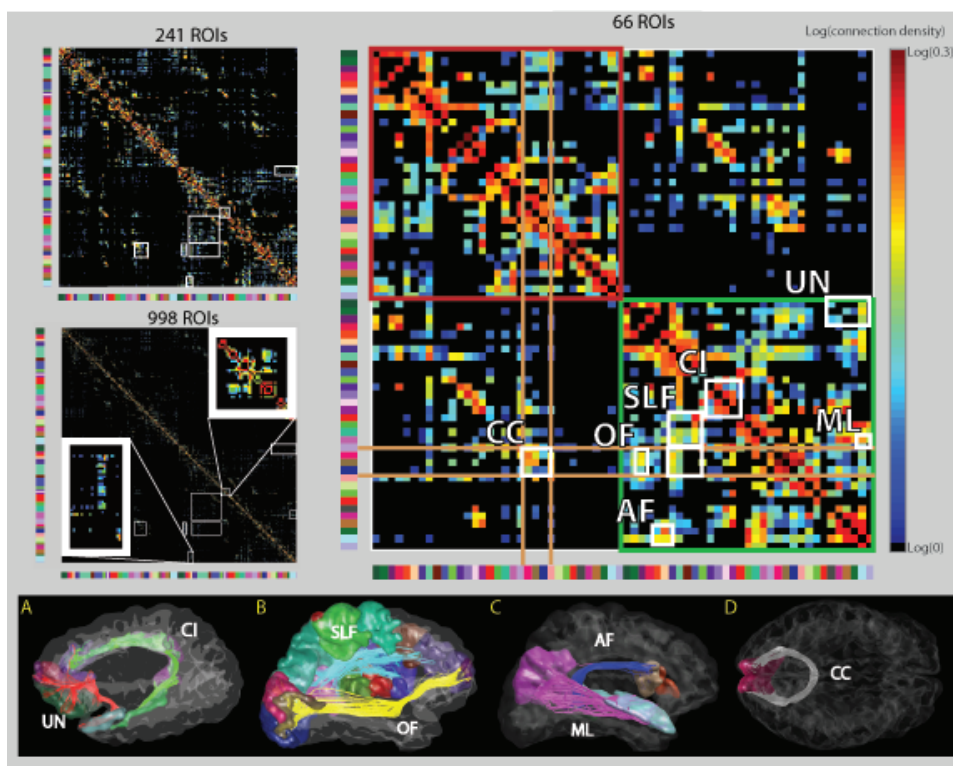 241 ROIs
66 ROIs
Log(connection density)
Log(0.3)
UN
CI
SLF
CC
OF
ML
AF
Log(0)
998 ROIs
A
CI
UN
B
SLF
OF
C
AF
ML
D
CC